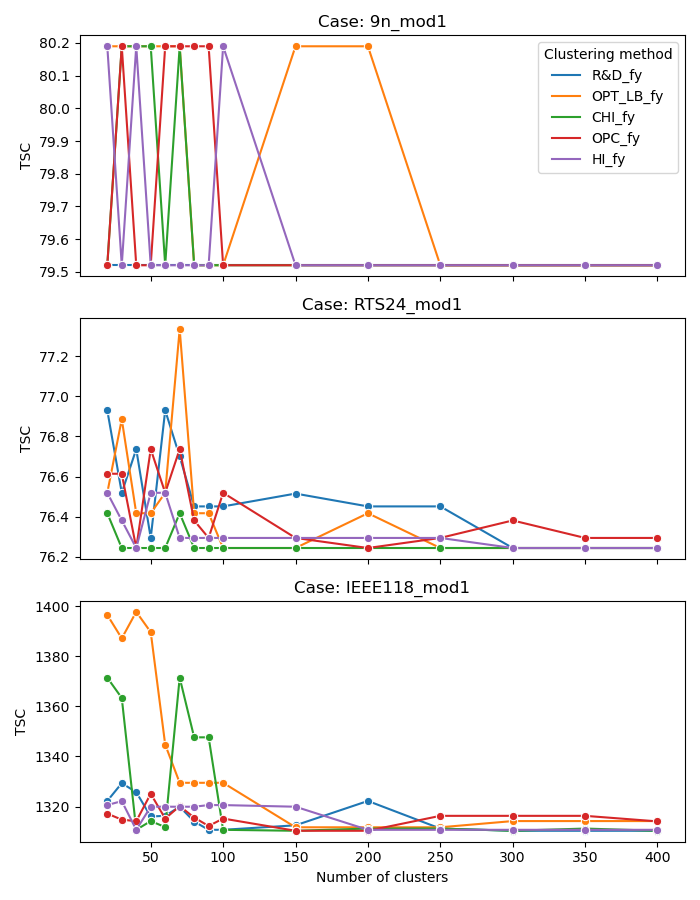 Case: 9n_mod1
80.2
80.1
80.0
79.9
79.8
79.7
79.6
79.5
TSC
Clustering method
R&D_fy
OPT_LB_fy
CHI_fy
OPC_fy
HI_fy
Case: RTS24_mod1
77.2
77.0
76.8
76.6
76.4
76.2
TSC
Case: IEEE118_mod1
1400
1380
1360
1340
1320
TSC
50 100 150 200 250 300 350 400
Number of clusters